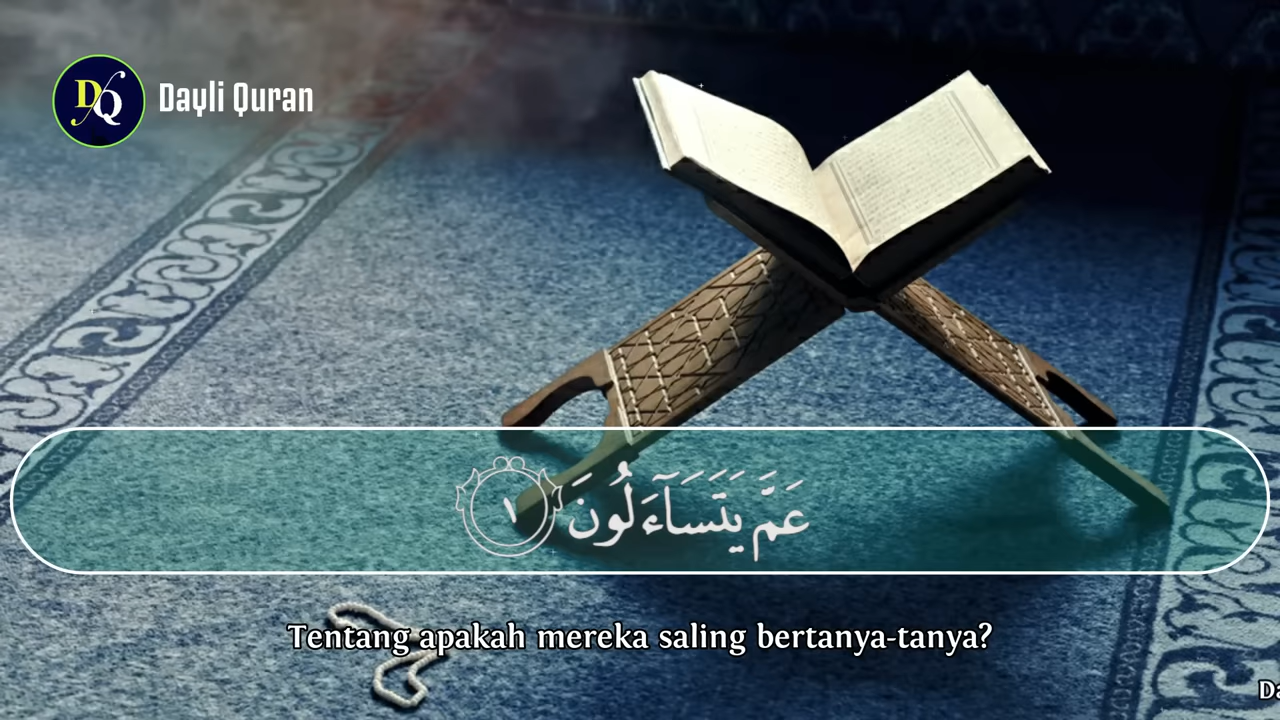 DQ
Dayli Quran
عَمَّ يَتَسَآءَلُونَ ١
Tentang apakah mereka saling bertanya-tanya?